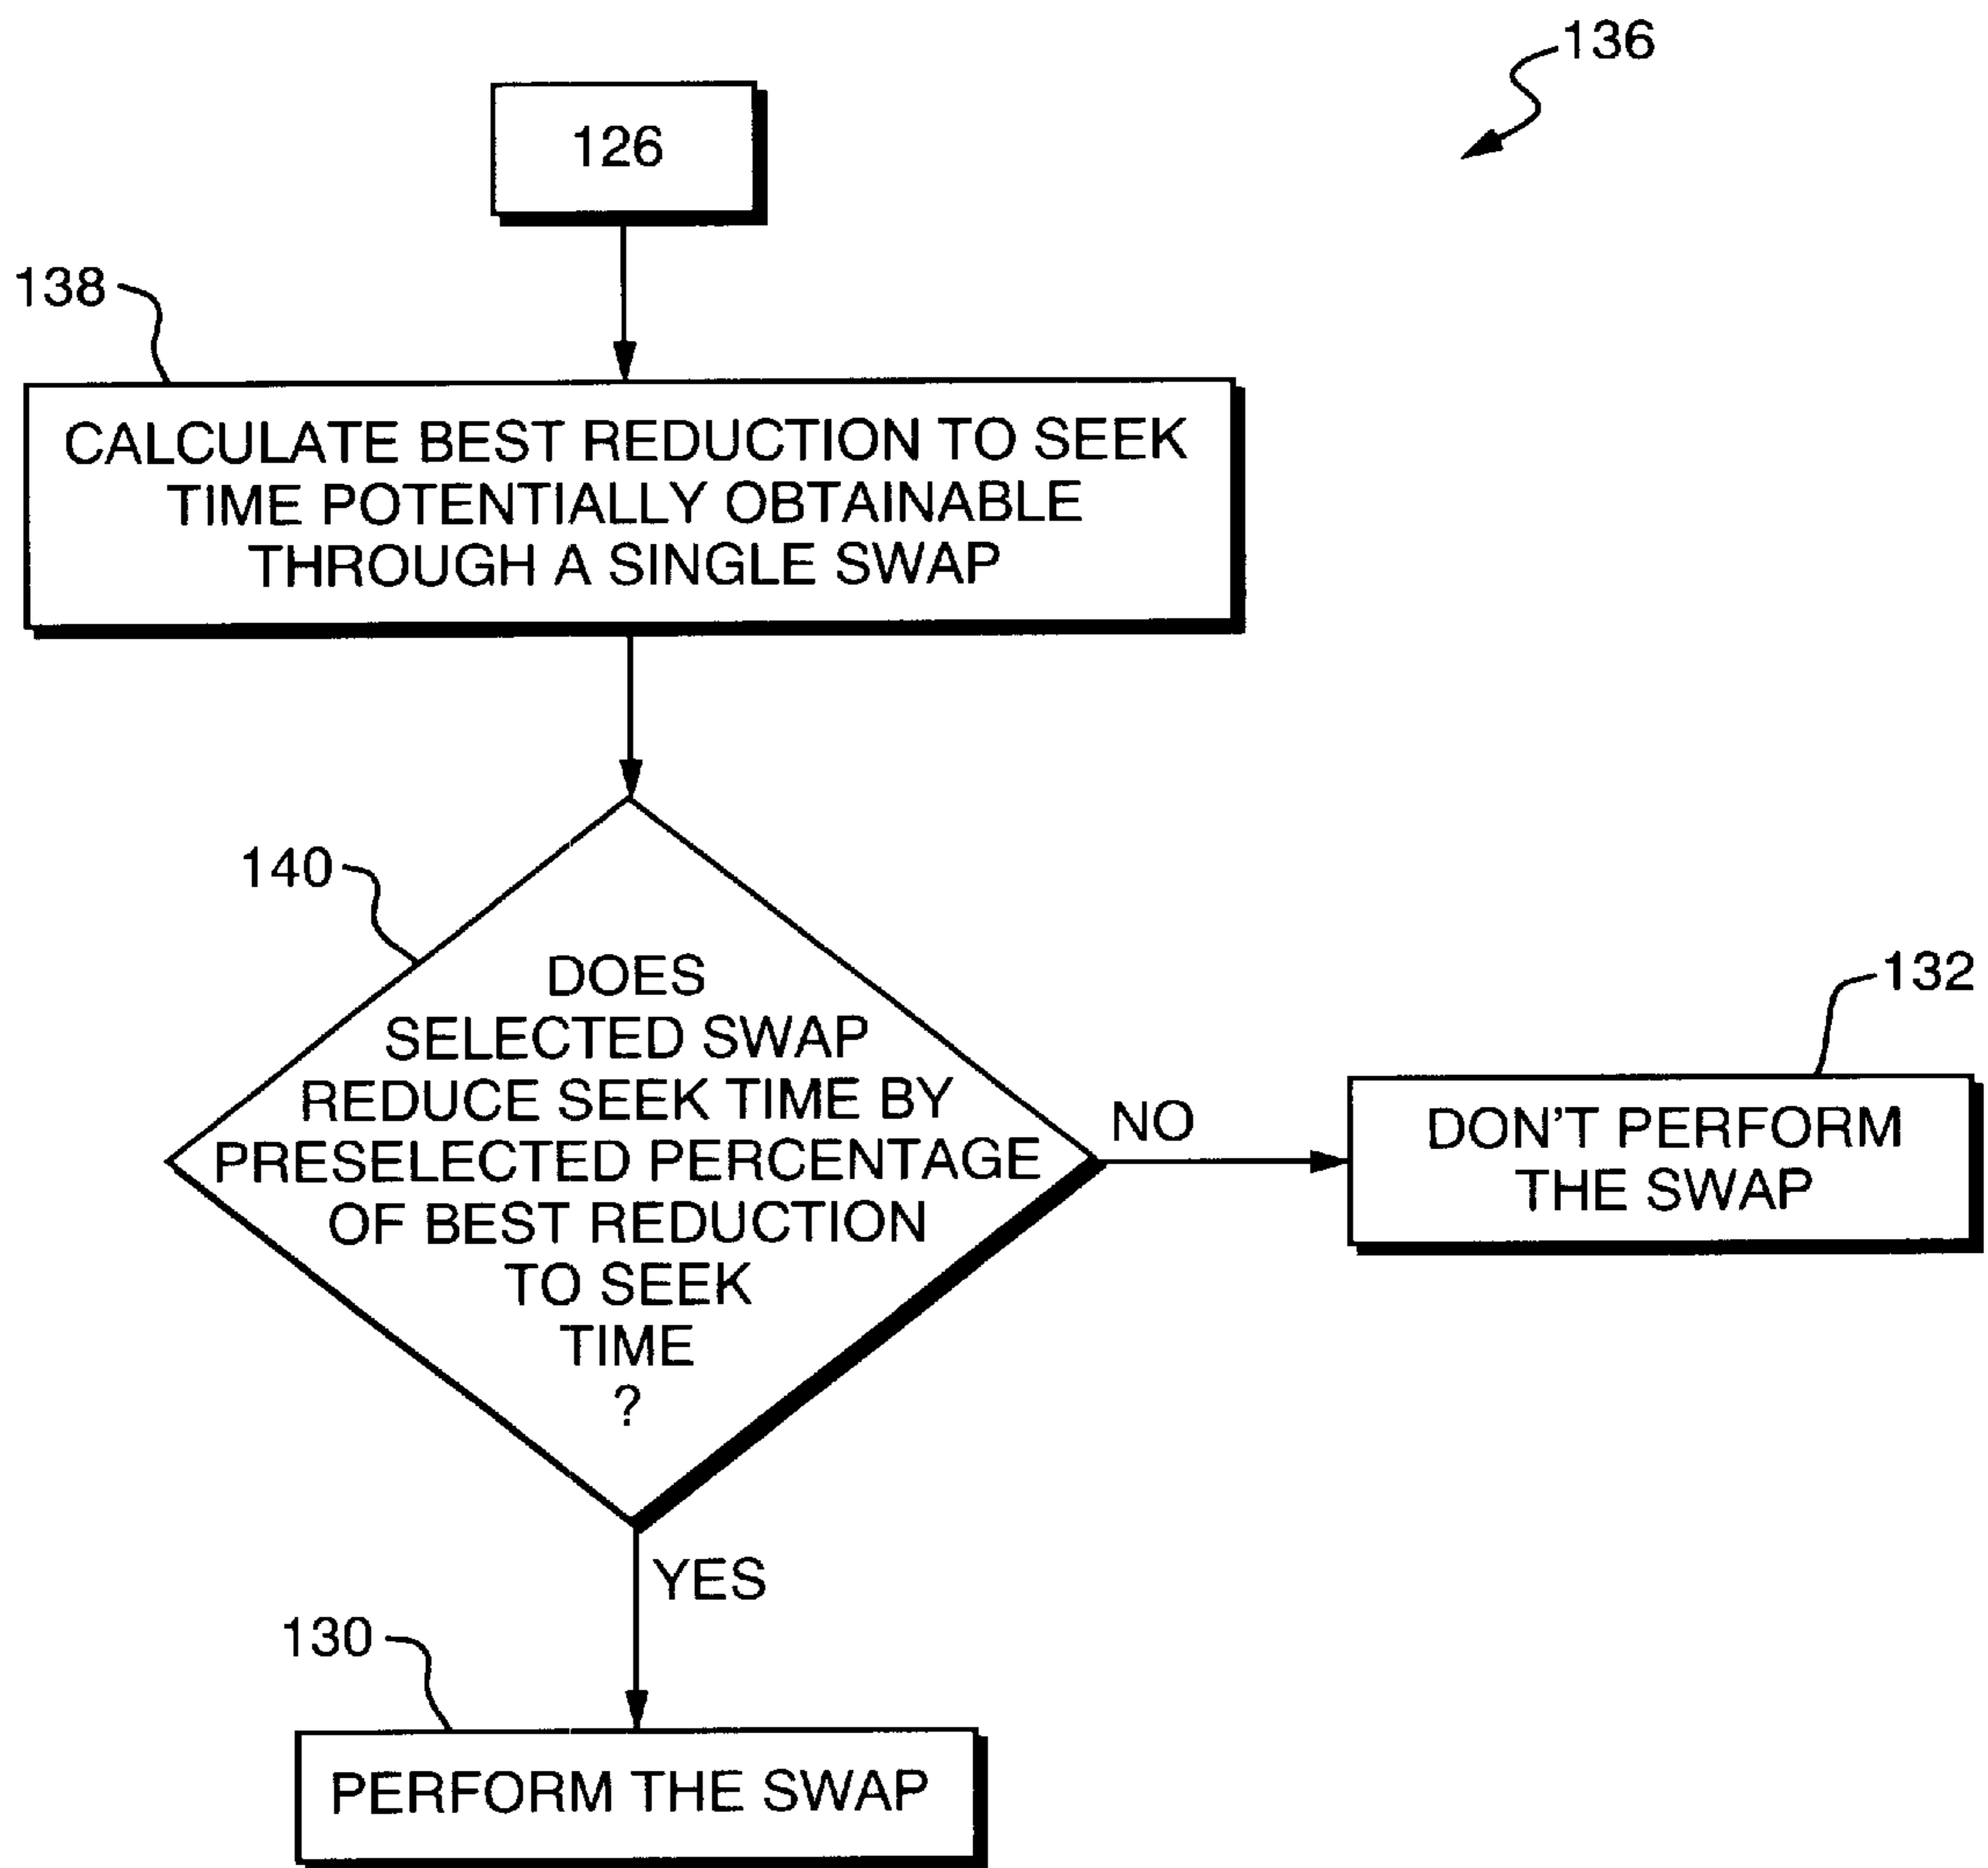 136
126
138
CALCULATE BEST REDUCTION TO SEEK
TIME POTENTIALLY OBTAINABLE
THROUGH A SINGLE SWAP
140
DOES
SELECTED SWAP
REDUCE SEEK TIME BY
PRESELECTED PERCENTAGE
OF BEST REDUCTION
TO SEEK
TIME
?
NO
132
DON'T PERFORM
THE SWAP
YES
130
PERFORM THE SWAP